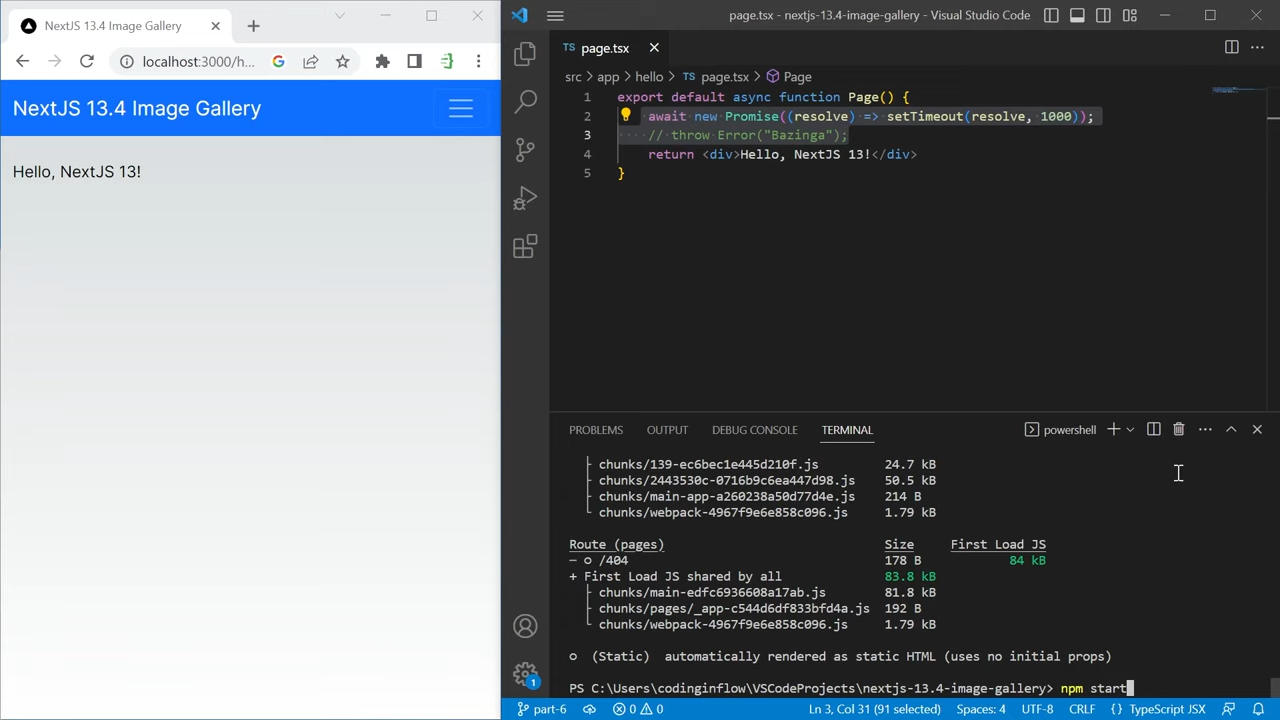 NextJS 13.4 Image Gallery
localhost:3000/h...
NextJS 13.4 Image Gallery
Hello, NextJS 13!
page.tsx - nextjs-13.4-image-gallery - Visual Studio Code
TS page.tsx
src > app > hello > TS page.tsx > Page
1 export default async function Page() {
2 await new Promise((resolve) => setTimeout(resolve, 1000));
3 // throw Error("Bazinga");
4 return <div>Hello, NextJS 13!</div>
5 }
PROBLEMS OUTPUT DEBUG CONSOLE TERMINAL powershell
├ chunks/139-ec6bec1e445d210f.js 24.7 kB
├ chunks/2443530c-0716b9c6ea447d98.js 50.5 kB
├ chunks/main-app-a260238a50d77d4e.js 214 B
└ chunks/webpack-4967f9e6e858c096.js 1.79 kB
Route (pages) Size First Load JS
─ ○ /404 178 B 84 kB
+ First Load JS shared by all 83.8 kB
├ chunks/main-edfc6936608a17ab.js 81.8 kB
├ chunks/pages/_app-c544d6df833bfd4a.js 192 B
└ chunks/webpack-4967f9e6e858c096.js 1.79 kB
○ (Static) automatically rendered as static HTML (uses no initial props)
PS C:\Users\codinginflow\VSCodeProjects\nextjs-13.4-image-gallery> npm start
1
part-6 0 0 Ln 3, Col 31 (91 selected) Spaces: 4 UTF-8 CRLF {} TypeScript JSX